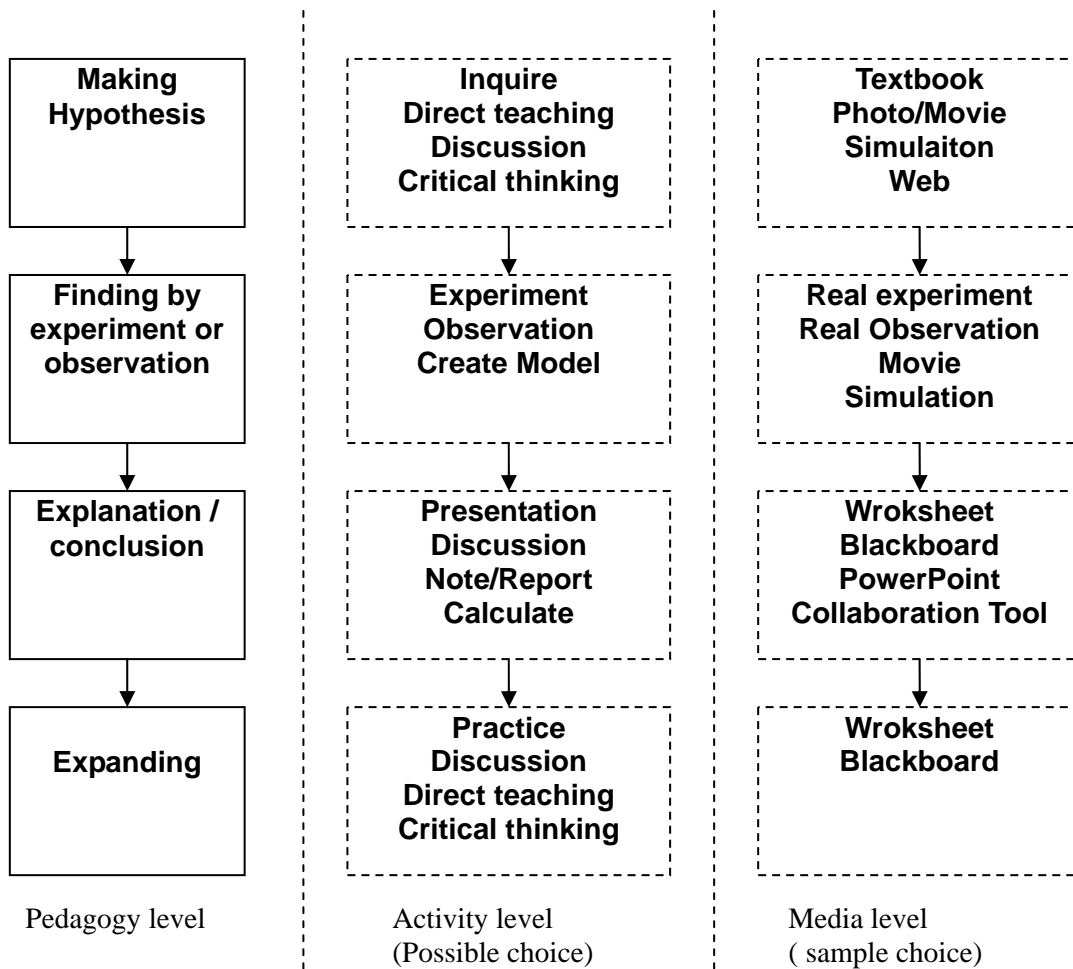 Making
Hypothesis
Inquire
Direct teaching
Discussion
Critical thinking
Textbook
Photo/Movie
Simulaiton
Web
Finding by
experiment or
observation
Experiment
Observation
Create Model
Real experiment
Real Observation
Movie
Simulation
Explanation /
conclusion
Presentation
Discussion
Note/Report
Calculate
Wroksheet
Blackboard
PowerPoint
Collaboration Tool
Expanding
Practice
Discussion
Direct teaching
Critical thinking
Wroksheet
Blackboard
Pedagogy level
Activity level
(Possible choice)
Media level
( sample choice)